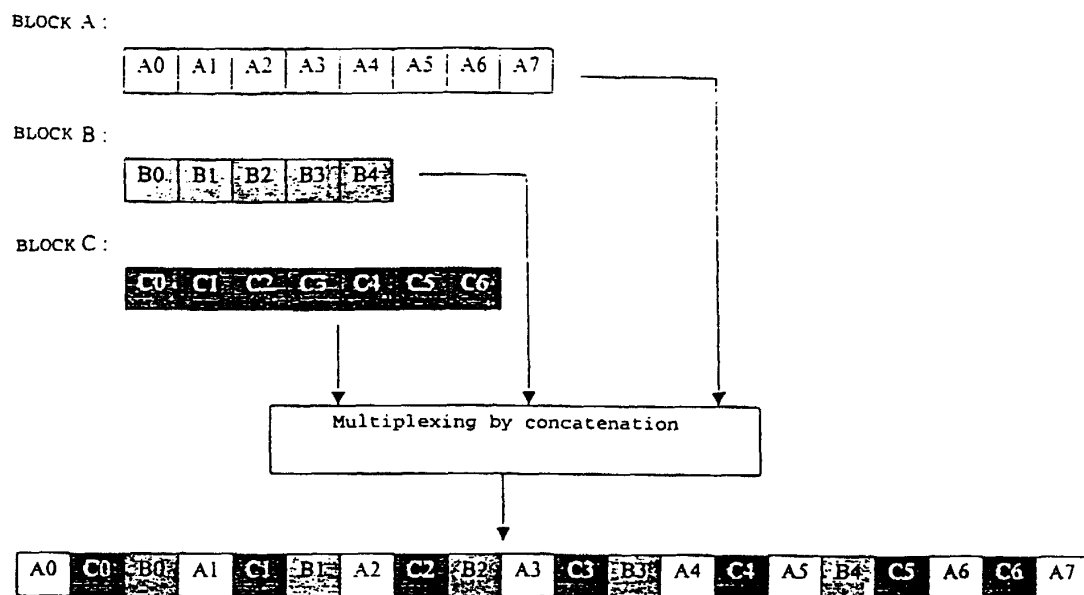 BLOCK A :
A0 A1 A2 A3 A4 A5 A6 A7
BLOCK B :
B0 B1 B2 B3 B4
BLOCK C :
C0 C1 C2 C3 C4 C5 C6
Multiplexing by concatenation
A0 C0 B0 A1 C1 B1 A2 C2 B2 A3 C3 B3 A4 C4 A5 B4 C5 A6 C6 A7